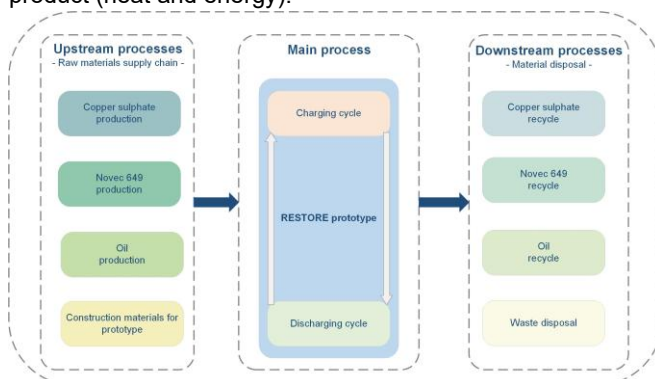 product (heat and energy).
Upstream processes
- Raw materials supply chain -
Copper sulphate
production
Novec 649
production
Oil
production
Construction materials for
prototype
Main process
Charging cycle
RESTORE prototype
Discharging cycle
Downstream processes
- Material disposal -
Copper sulphate
recycle
Novec 649
recycle
Oil
recycle
Waste disposal